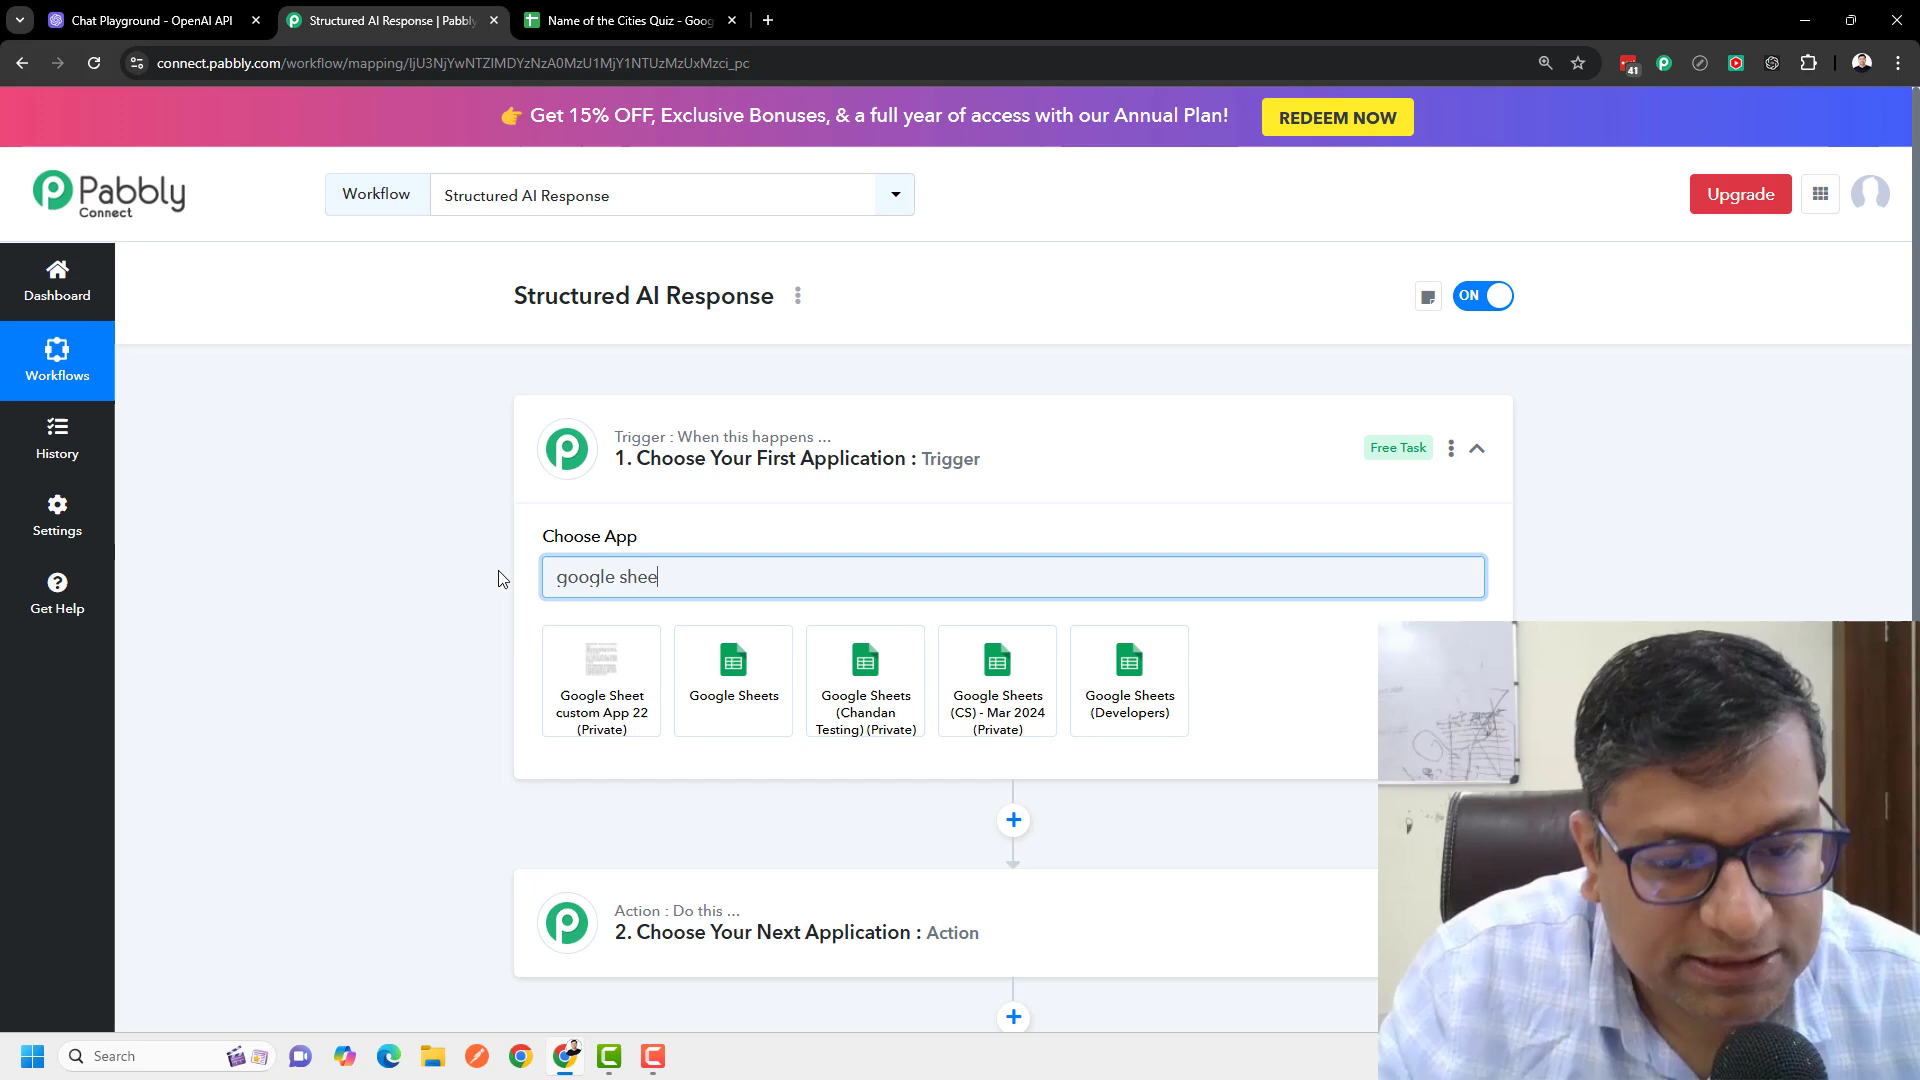 Chat Playground - OpenAI API
Structured AI Response | Pabbly
Name of the Cities Quiz - Goog
connect.pabbly.com/workflow/mapping/IjU3NjYwNTZlMDYzNzA0MzU1MjY1NTUzMzUxMzci_pc
41
👉 Get 15% OFF, Exclusive Bonuses, & a full year of access with our Annual Plan!
REDEEM NOW
Pabbly
Connect
Workflow
Structured AI Response
Upgrade
Dashboard
Workflows
History
Settings
Get Help
Structured AI Response
ON
Trigger : When this happens ...
1. Choose Your First Application : Trigger
Free Task
Choose App
google shee
Google Sheet
custom App 22
(Private)
Google Sheets
Google Sheets
(Chandan
Testing) (Private)
Google Sheets
(CS) - Mar 2024
(Private)
Google Sheets
(Developers)
Action : Do this ...
2. Choose Your Next Application : Action
Search